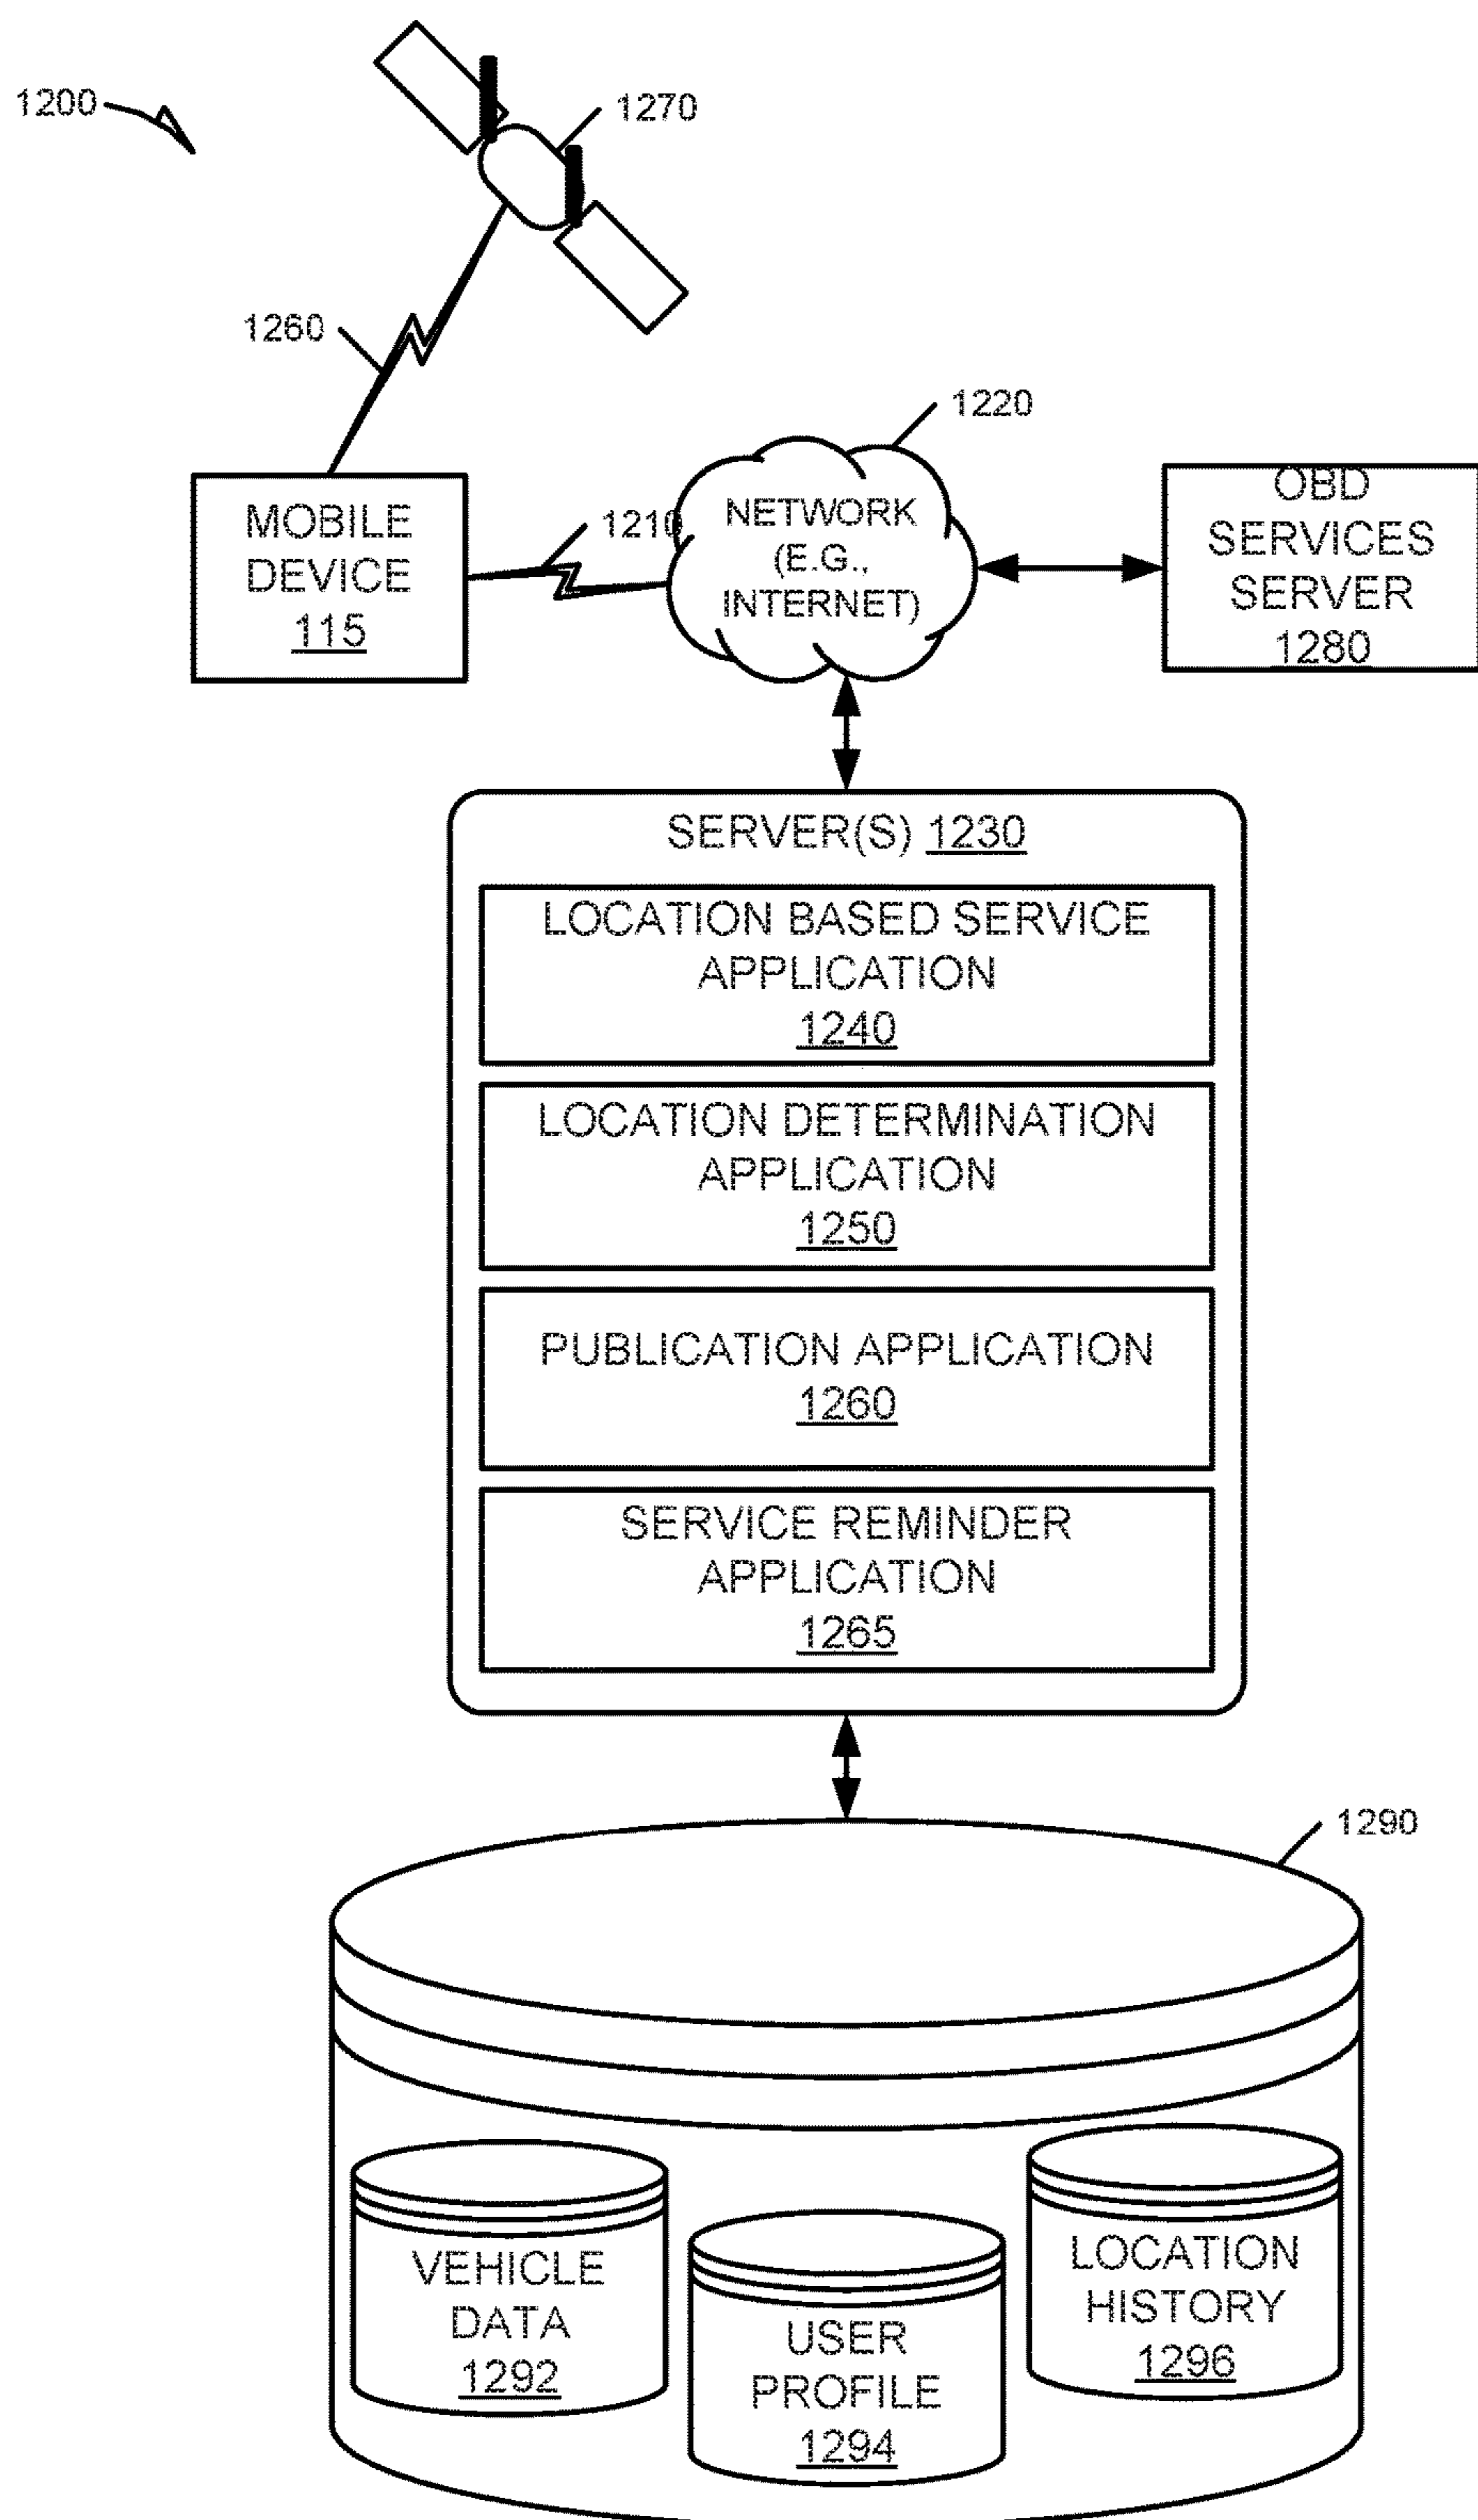 1200
1270
1260
1220
1210
MOBILE
DEVICE
115
NETWORK
(E.G.,
INTERNET)
OBD
SERVICES
SERVER
1280
SERVER(S) 1230
LOCATION BASED SERVICE
APPLICATION
1240
LOCATION DETERMINATION
APPLICATION
1250
PUBLICATION APPLICATION
1260
SERVICE REMINDER
APPLICATION
1265
1290
VEHICLE
DATA
1292
USER
PROFILE
1294
LOCATION
HISTORY
1296